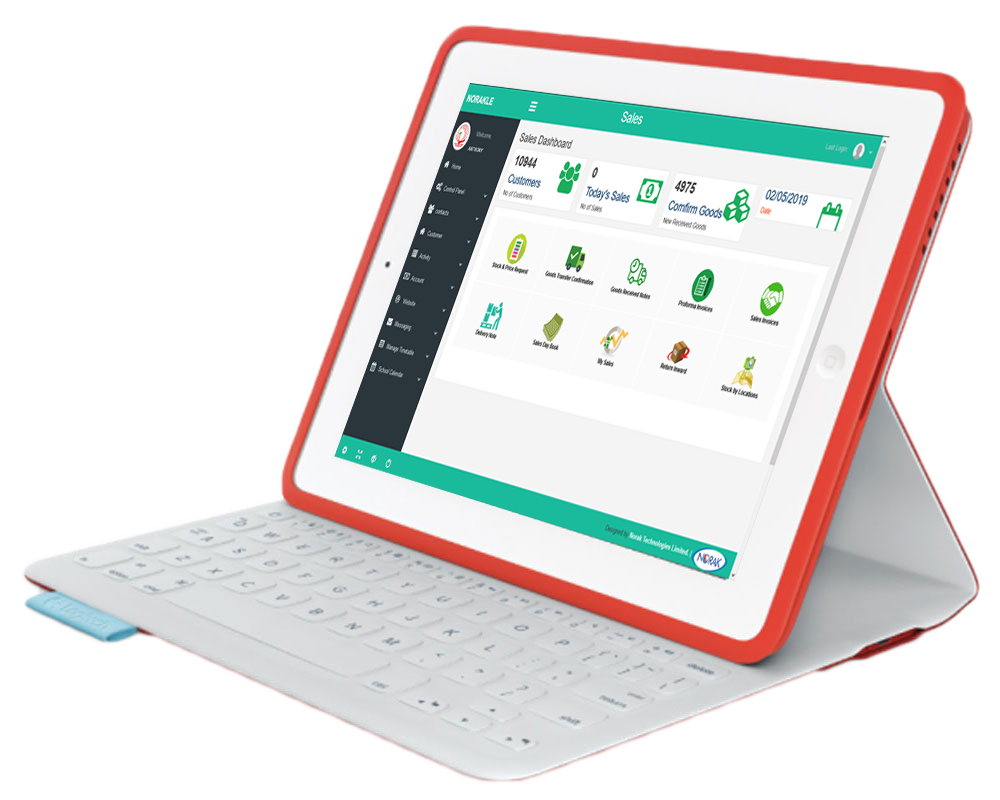 NORAKLE
Sales
Last Login
Welcome,
ANTHONY
Home
Control Panel
contacts
Customer
Activity
Account
Website
Messaging
Manage Timetable
School Calendar
Sales Dashboard
10944
Customers
No of Customers
0
Today's Sales
No of Sales
4975
Comfirm Goods
New Received Goods
02/05/2019
Date
Stock & Price Request
Goods Transfer Confirmation
Goods Received Notes
Proforma Invoices
Sales Invoices
Delivery Note
Sales Day Book
My Sales
Return Inward
Stock by Locations
Designed by Norak Technologies Limited. |
NORAK
Q W E R T Y U I O P
A S D F G H J K L
Z X C V B N M
shift
Logitech